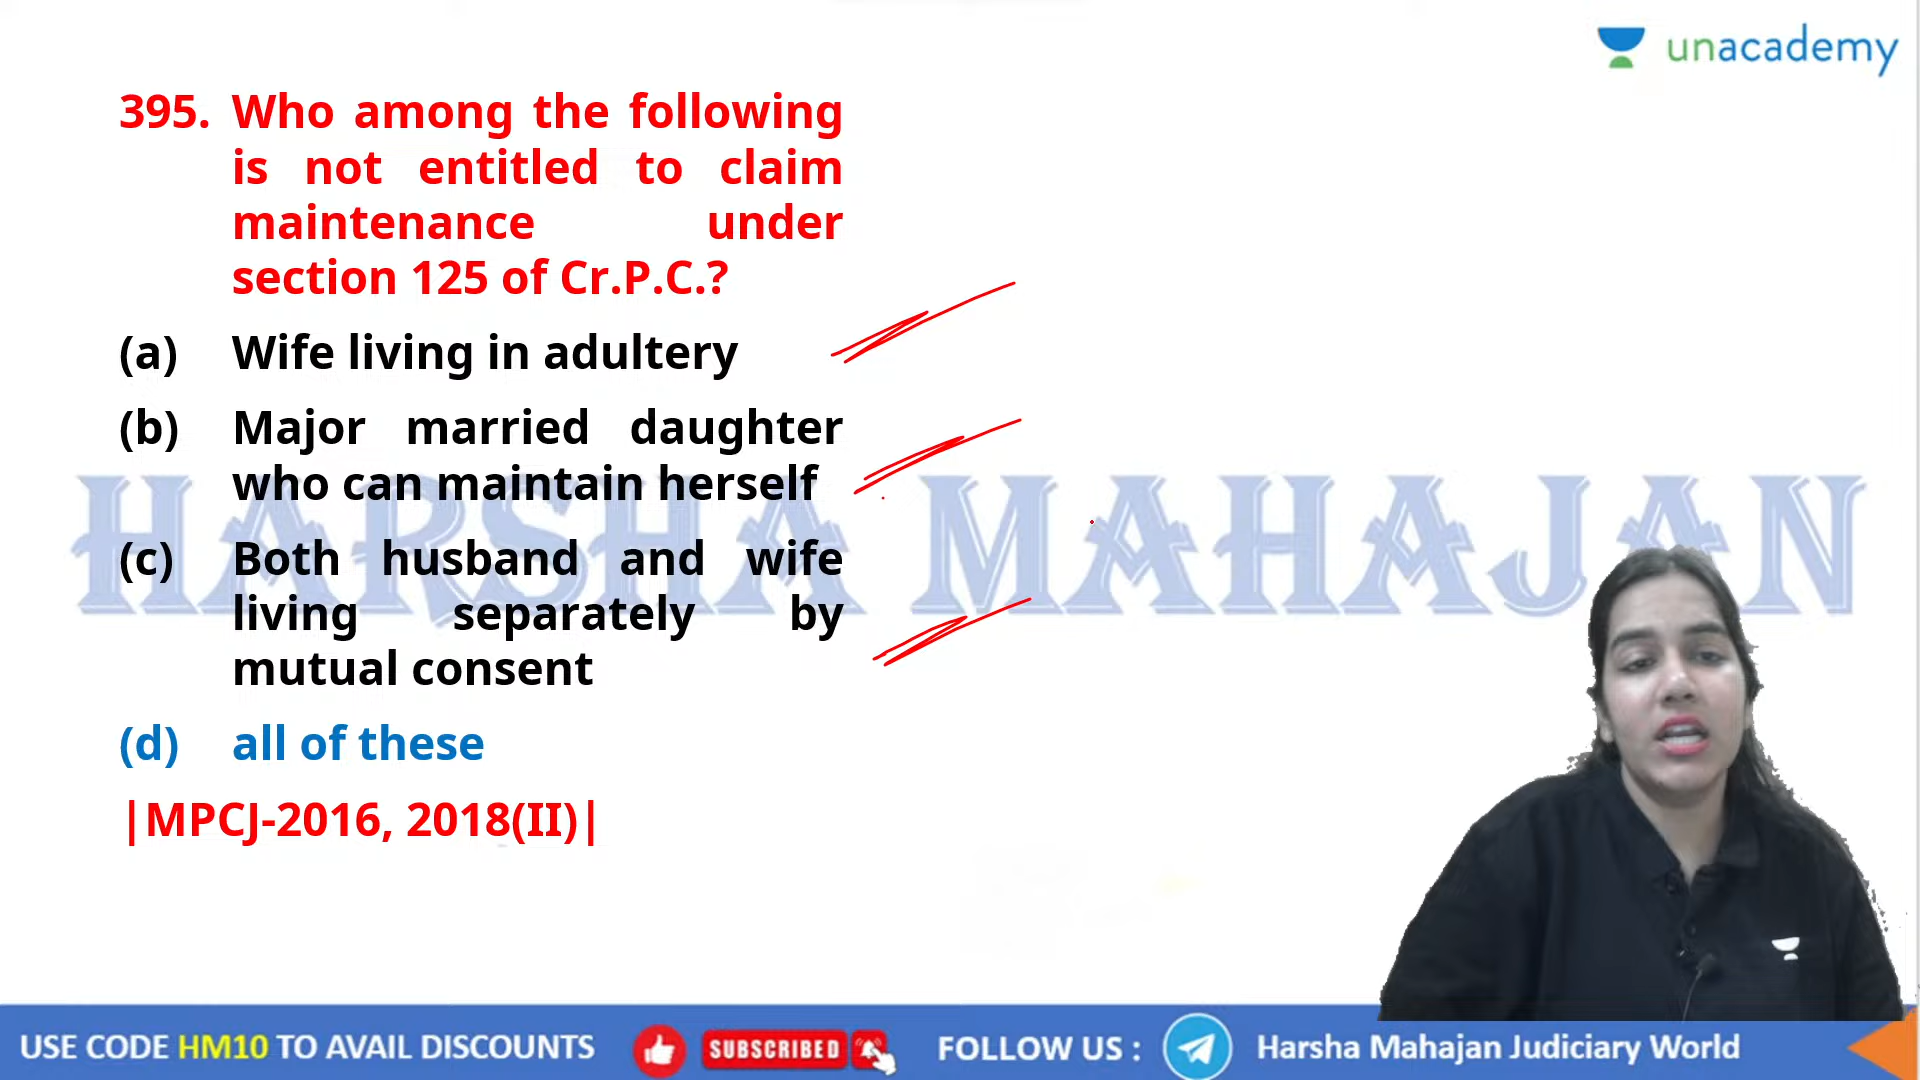 unacademy
395. Who among the following
is not entitled to claim
maintenance under
section 125 of Cr.P.C.?
(a) Wife living in adultery
(b) Major married daughter
who can maintain herself
HARSHA MAHAJAN
(c) Both husband and wife
living separately by
mutual consent
(d) all of these
|MPCJ-2016, 2018(II)|
USE CODE HM10 TO AVAIL DISCOUNTS
SUBSCRIBED
FOLLOW US :
Harsha Mahajan Judiciary World